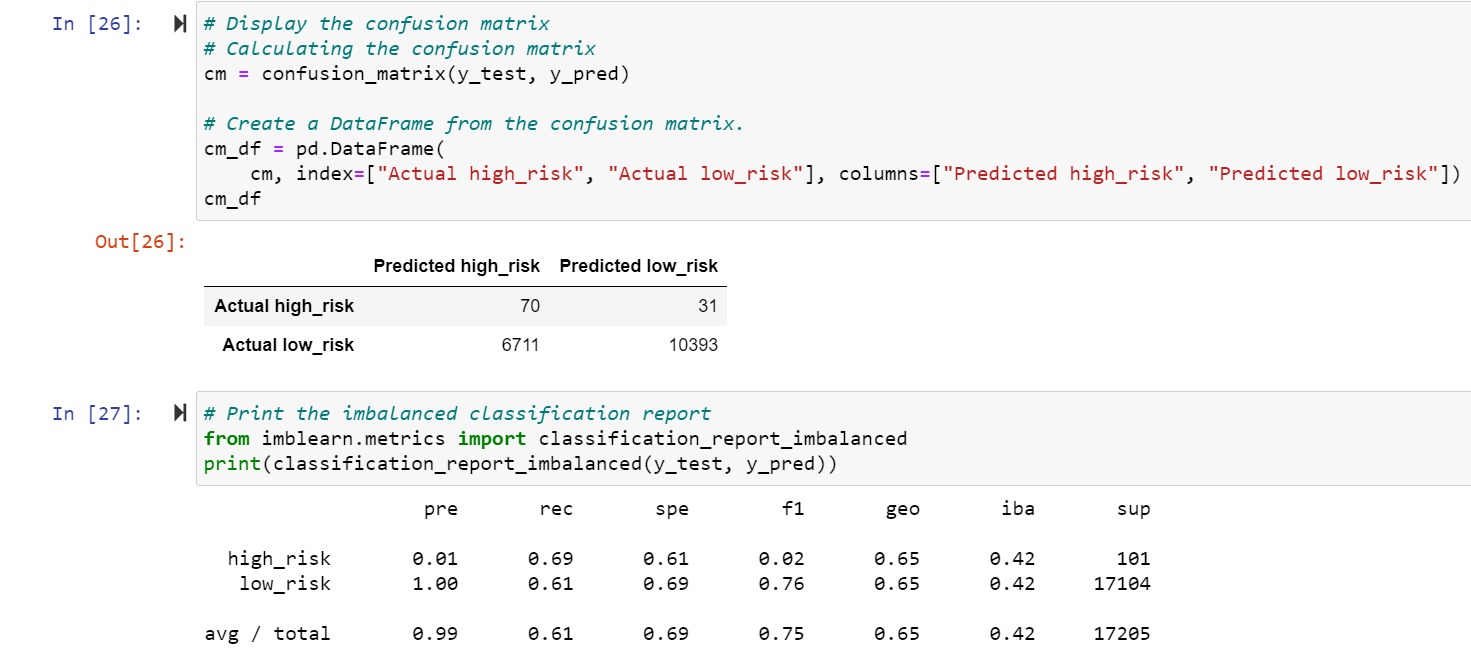 In [26]:
# Display the confusion matrix
# Calculating the confusion matrix
cm = confusion_matrix(y_test, y_pred)
# Create a DataFrame from the confusion matrix.
cm_df = pd.DataFrame(
    cm, index=["Actual high_risk", "Actual low_risk"], columns=["Predicted high_risk", "Predicted low_risk"])
cm_df
Out[26]:
Predicted high_risk Predicted low_risk
Actual high_risk 70 31
Actual low_risk 6711 10393
In [27]:
# Print the imbalanced classification report
from imblearn.metrics import classification_report_imbalanced
print(classification_report_imbalanced(y_test, y_pred))
pre rec spe f1 geo iba sup
high_risk 0.01 0.69 0.61 0.02 0.65 0.42 101
low_risk 1.00 0.61 0.69 0.76 0.65 0.42 17104
avg / total 0.99 0.61 0.69 0.75 0.65 0.42 17205